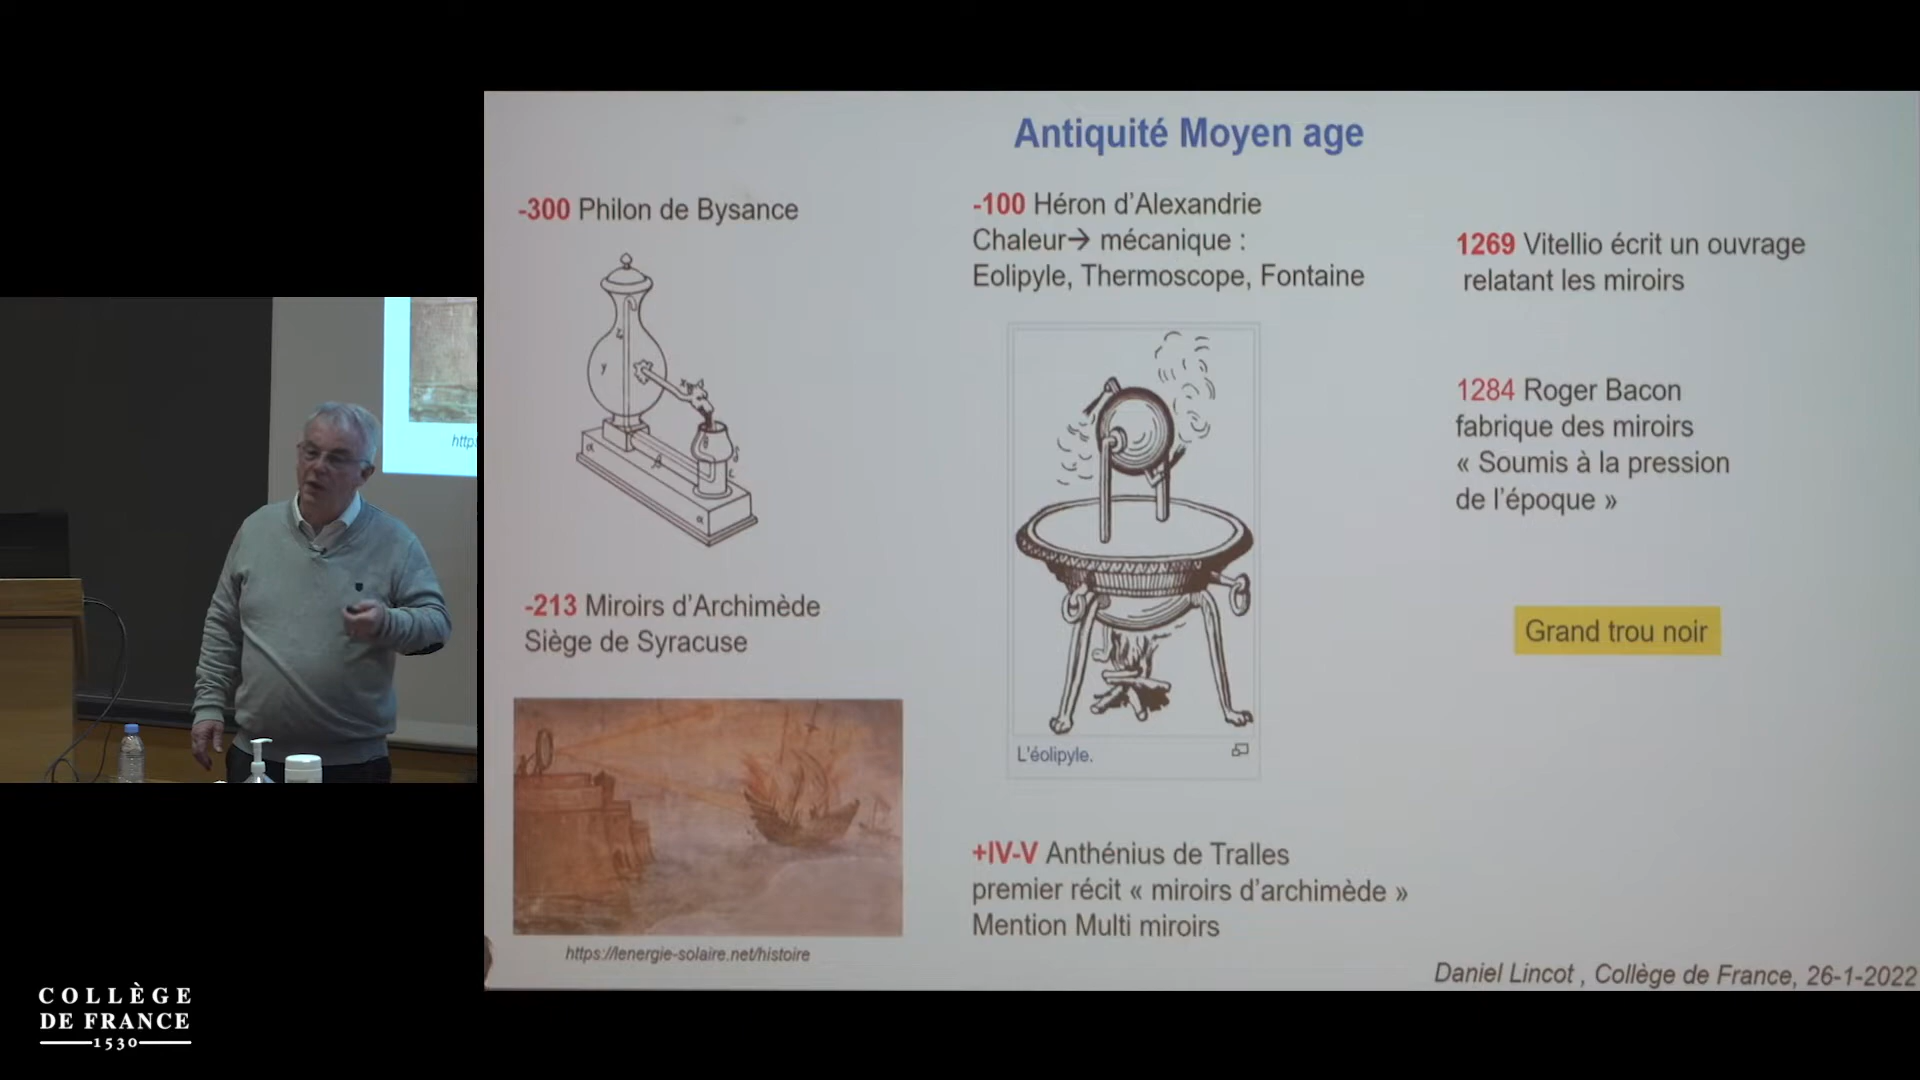 Antiquité Moyen age
-300 Philon de Bysance
-213 Miroirs d'Archimède
Siège de Syracuse
https://lenergie-solaire.net/histoire
-100 Héron d'Alexandrie
Chaleur→ mécanique :
Eolipyle, Thermoscope, Fontaine
L'éolipyle.
+IV-V Anthénius de Tralles
premier récit « miroirs d'archimède »
Mention Multi miroirs
1269 Vitellio écrit un ouvrage
relatant les miroirs
1284 Roger Bacon
fabrique des miroirs
« Soumis à la pression
de l'époque »
Grand trou noir
Daniel Lincot , Collège de France, 26-1-2022
http
COLLÈGE
DE FRANCE
1530